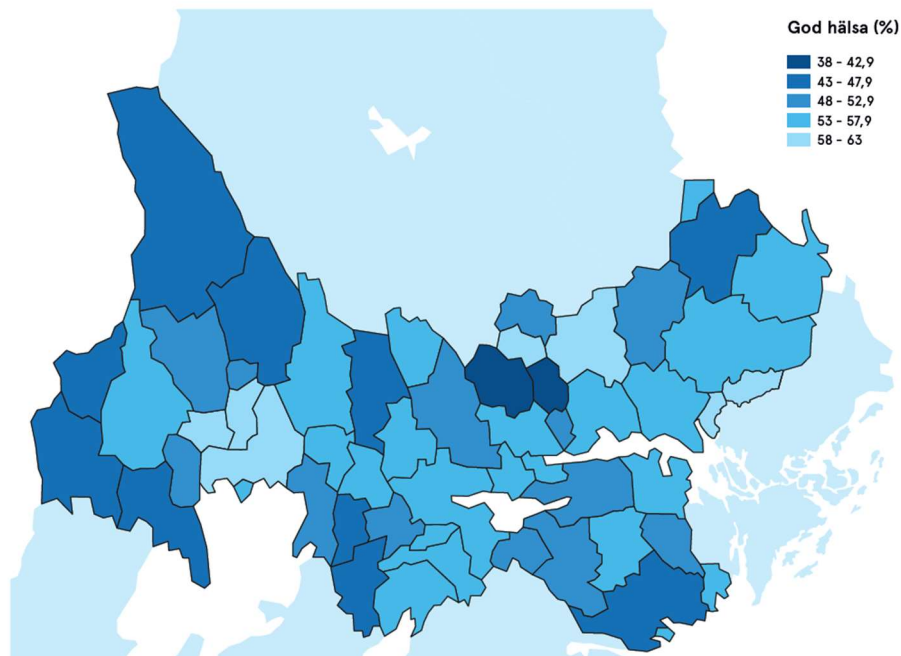 God hälsa (%)
38 - 42,9
43 - 47,9
48 - 52,9
53 - 57,9
58 - 63